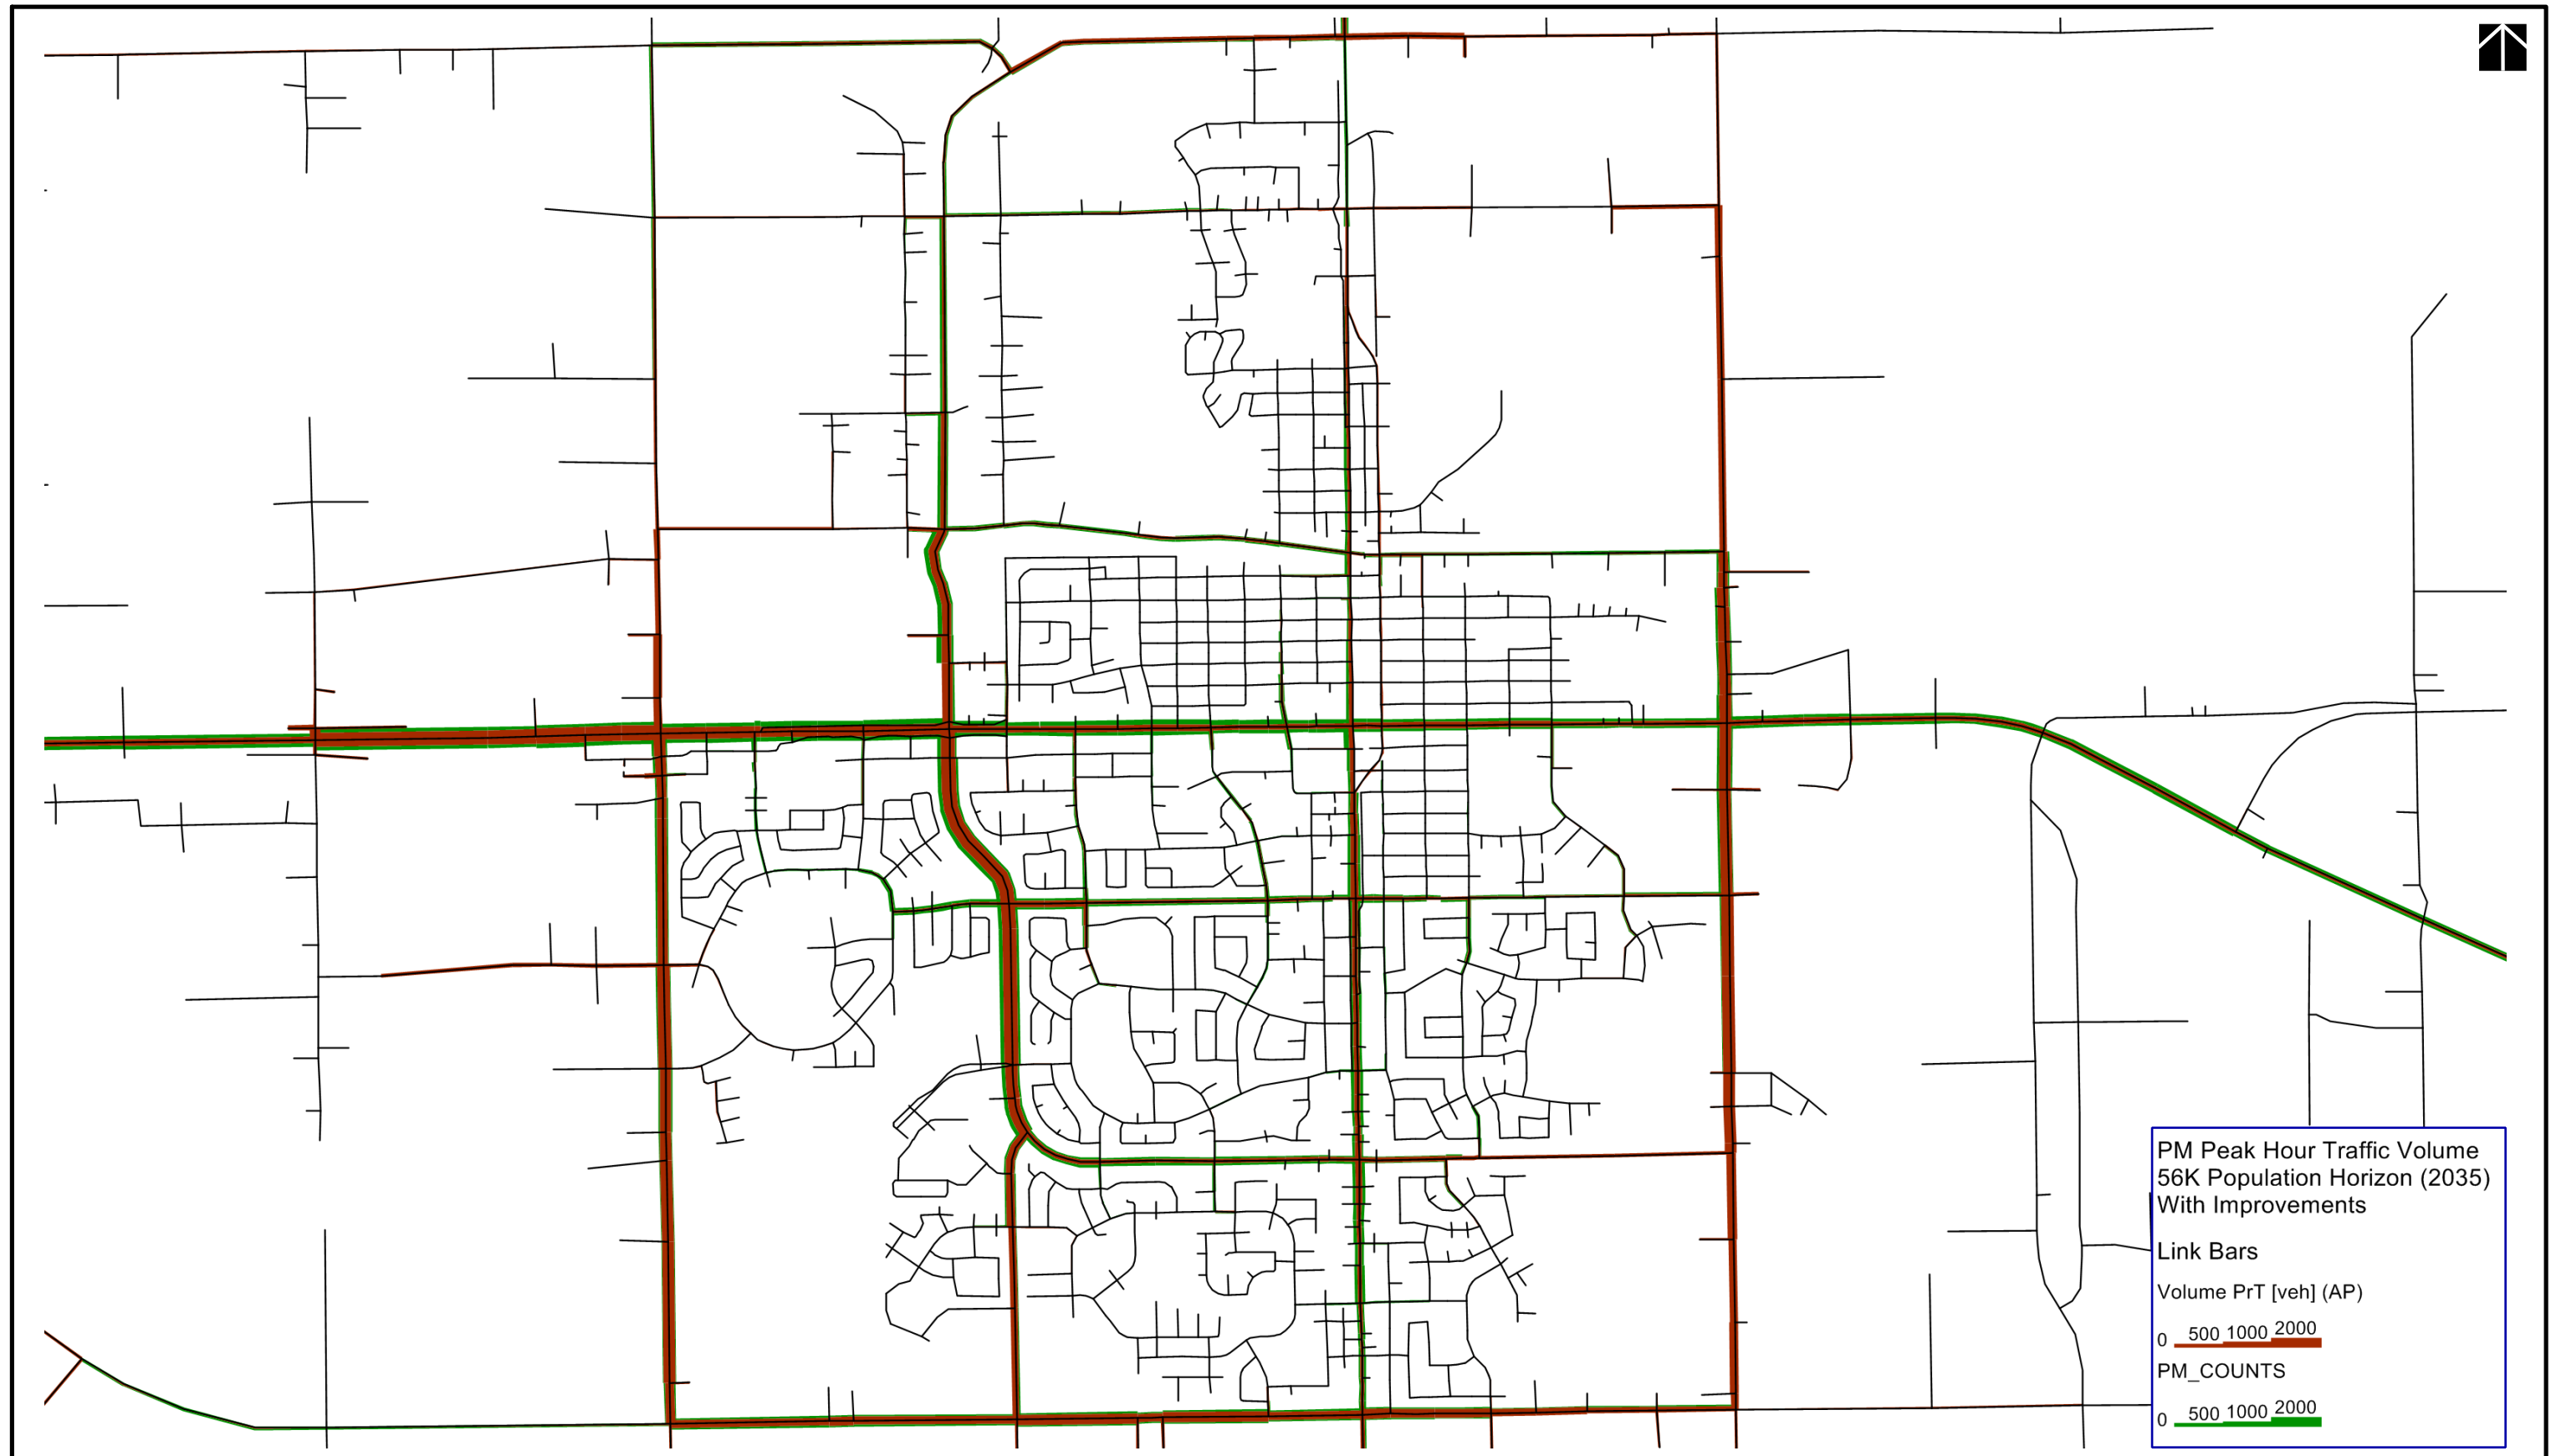 PM Peak Hour Traffic Volume
56K Population Horizon (2035)
With Improvements
Link Bars
Volume PrT [veh] (AP)
0 500 1000 2000
PM_COUNTS
0 500 1000 2000